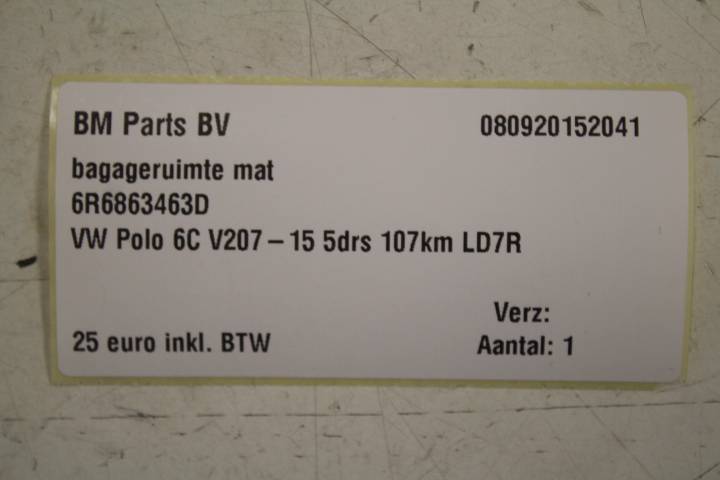 BM Parts BV 080920152041
bagageruimte mat
6R6863463D
VW Polo 6C V207-15 5drs 107km LD7R
Verz:
25 euro inkl. BTW Aantal: 1